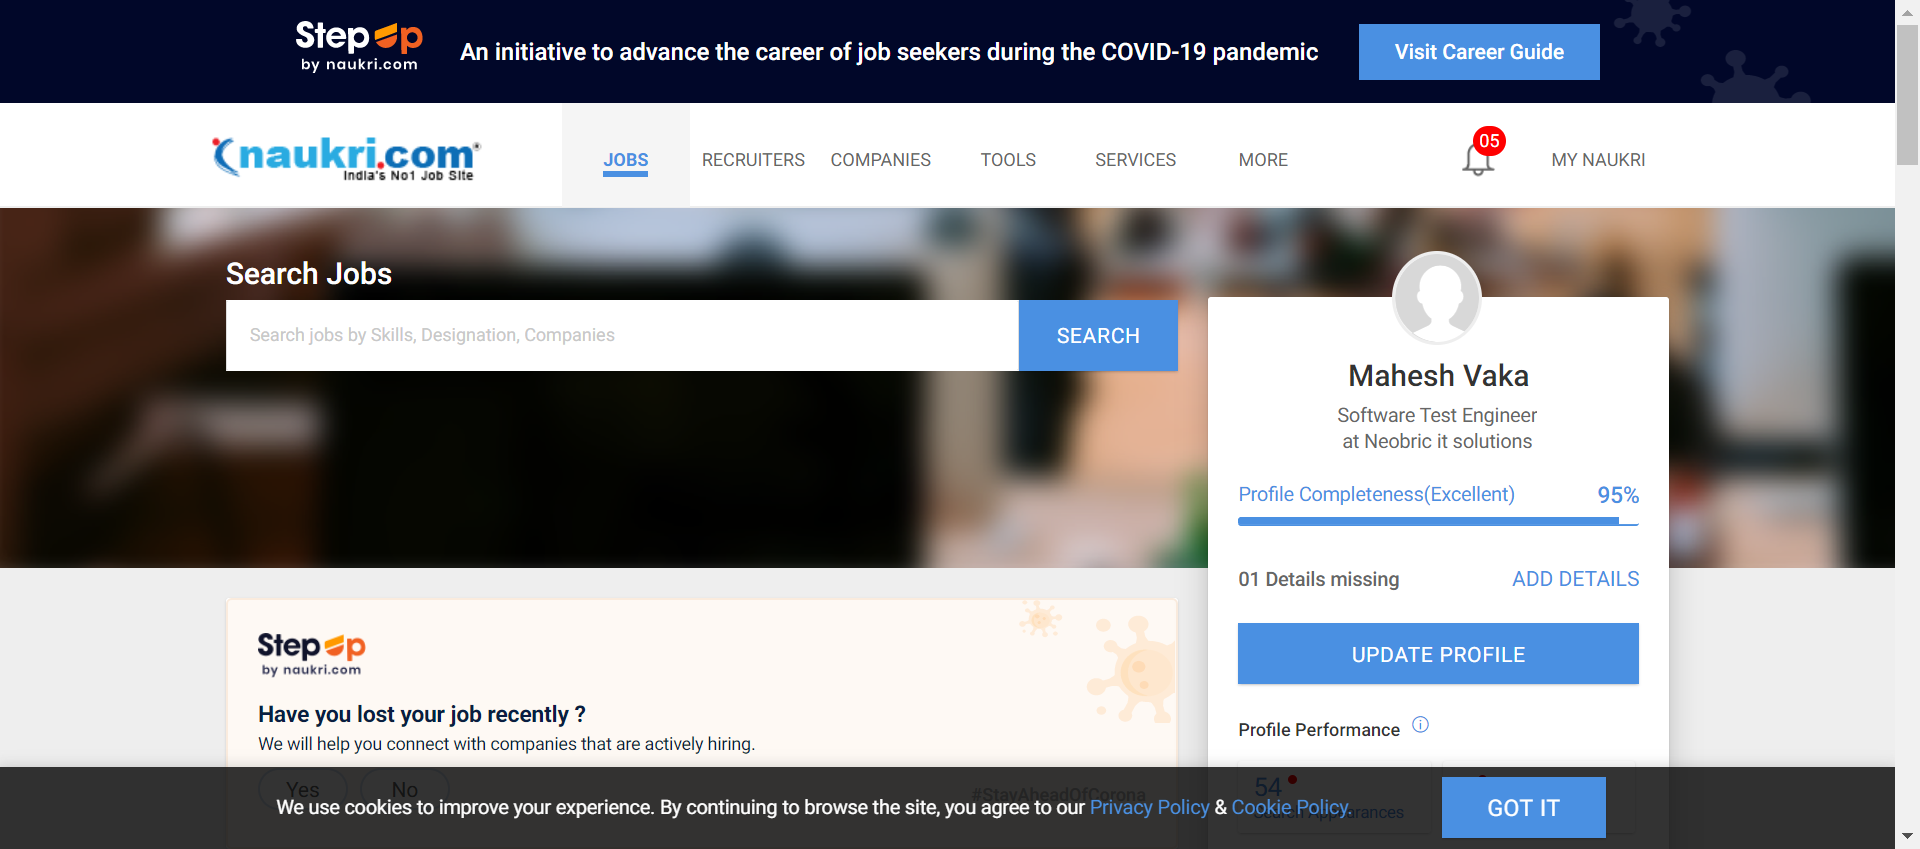 Step Up
by naukri.com
An initiative to advance the career of job seekers during the COVID-19 pandemic
Visit Career Guide
naukri.com
India's No1 Job Site
JOBS
RECRUITERS
COMPANIES
TOOLS
SERVICES
MORE
05
MY NAUKRI
Search Jobs
Search jobs by Skills, Designation, Companies
SEARCH
Mahesh Vaka
Software Test Engineer
at Neobric it solutions
Profile Completeness(Excellent)
95%
01 Details missing
ADD DETAILS
UPDATE PROFILE
Profile Performance
Step Up
by naukri.com
Have you lost your job recently ?
We will help you connect with companies that are actively hiring.
Yes
No
#StayAheadOfCorona
54
Search Appearances
We use cookies to improve your experience. By continuing to browse the site, you agree to our Privacy Policy & Cookie Policy.
GOT IT